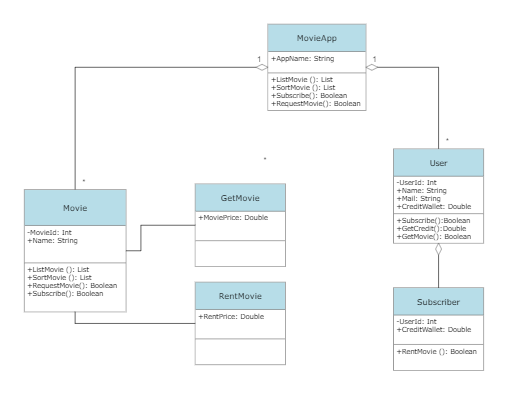 MovieApp
+AppName: String
+ListMovie (): List
+SortMovie (): List
+Subscribe(): Boolean
+RequestMovie(): Boolean
1
1
*
*
*
User
-UserId: Int
+Name: String
+Mail: String
+CreditWallet: Double
+Subscribe():Boolean
+GetCredit():Double
+GetMovie(): Boolean
Movie
-MovieId: Int
+Name: String
+ListMovie (): List
+SortMovie (): List
+RequestMovie(): Boolean
+Subscribe(): Boolean
GetMovie
+MoviePrice: Double
RentMovie
+RentPrice: Double
Subscriber
-UserId: Int
+CreditWallet: Double
+RentMovie (): Boolean